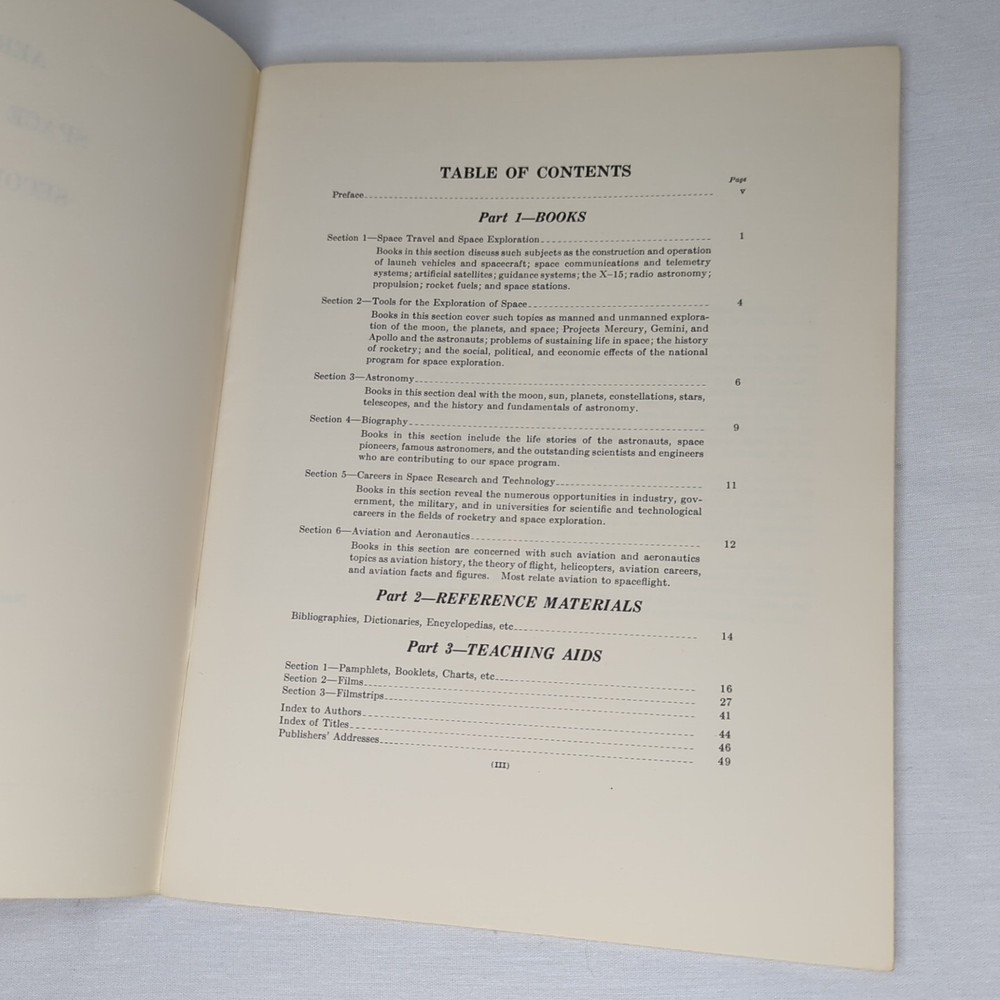 TABLE OF CONTENTS
Page
Preface v
Part 1—BOOKS
Section 1—Space Travel and Space Exploration 1
Books in this section discuss such subjects as the construction and operation
of launch vehicles and spacecraft; space communications and telemetry
systems; artificial satellites; guidance systems; the X-15; radio astronomy;
propulsion; rocket fuels; and space stations.
Section 2—Tools for the Exploration of Space 4
Books in this section cover such topics as manned and unmanned explora-
tion of the moon, the planets, and space; Projects Mercury, Gemini, and
Apollo and the astronauts; problems of sustaining life in space; the history
of rocketry; and the social, political, and economic effects of the national
program for space exploration.
Section 3—Astronomy 6
Books in this section deal with the moon, sun, planets, constellations, stars,
telescopes, and the history and fundamentals of astronomy.
Section 4—Biography 9
Books in this section include the life stories of the astronauts, space
pioneers, famous astronomers, and the outstanding scientists and engineers
who are contributing to our space program.
Section 5—Careers in Space Research and Technology 11
Books in this section reveal the numerous opportunities in industry, gov-
ernment, the military, and in universities for scientific and technological
careers in the fields of rocketry and space exploration.
Section 6—Aviation and Aeronautics 12
Books in this section are concerned with such aviation and aeronautics
topics as aviation history, the theory of flight, helicopters, aviation careers,
and aviation facts and figures. Most relate aviation to spaceflight.
Part 2—REFERENCE MATERIALS
Bibliographies, Dictionaries, Encyclopedias, etc 14
Part 3—TEACHING AIDS
Section 1—Pamphlets, Booklets, Charts, etc 16
Section 2—Films 27
Section 3—Filmstrips 41
Index to Authors 44
Index of Titles 46
Publishers' Addresses 49
(III)